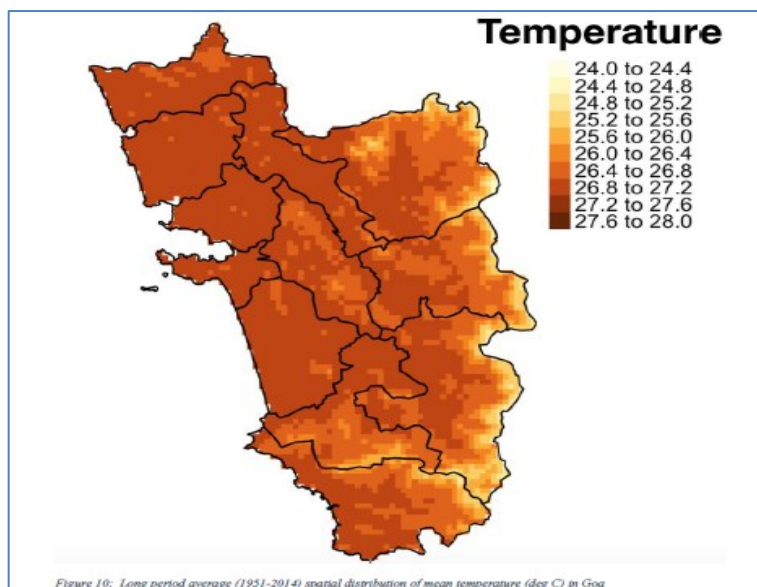 Temperature
24.0 to 24.4
24.4 to 24.8
24.8 to 25.2
25.2 to 25.6
25.6 to 26.0
26.0 to 26.4
26.4 to 26.8
26.8 to 27.2
27.2 to 27.6
27.6 to 28.0
Figure 10: Long period average (1951-2014) spatial distribution of mean temperature (deg C) in Goa